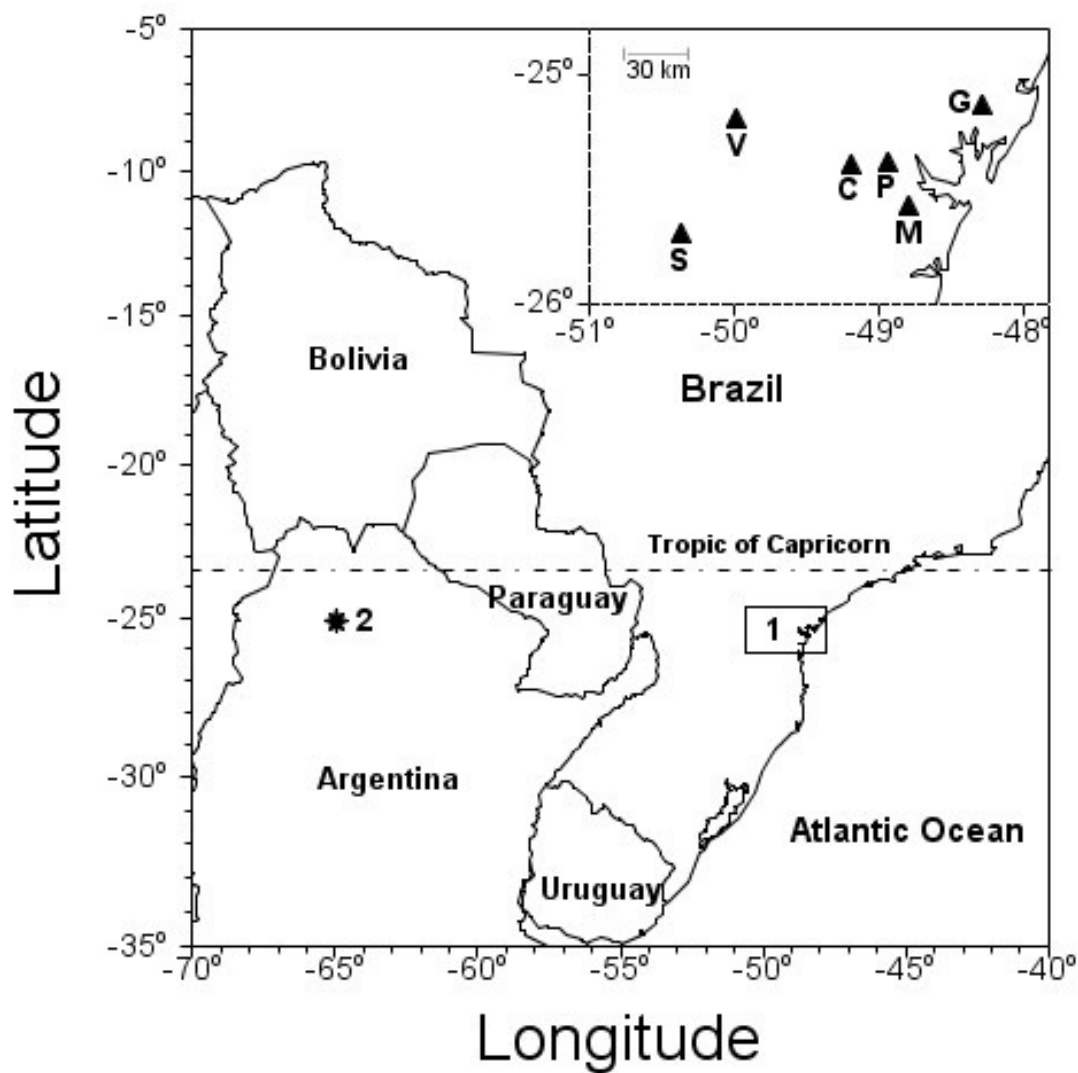 -5º
-25º
30 km
G
V
-10º
C
P
M
S
-26º
-51º -50º -49º -48º
-15º
Bolivia
Brazil
Latitude
-20º
Tropic of Capricorn
Paraguay
-25º
2
1
-30º
Argentina
Atlantic Ocean
Uruguay
-35º
-70º -65º -60º -55º -50º -45º -40º
Longitude